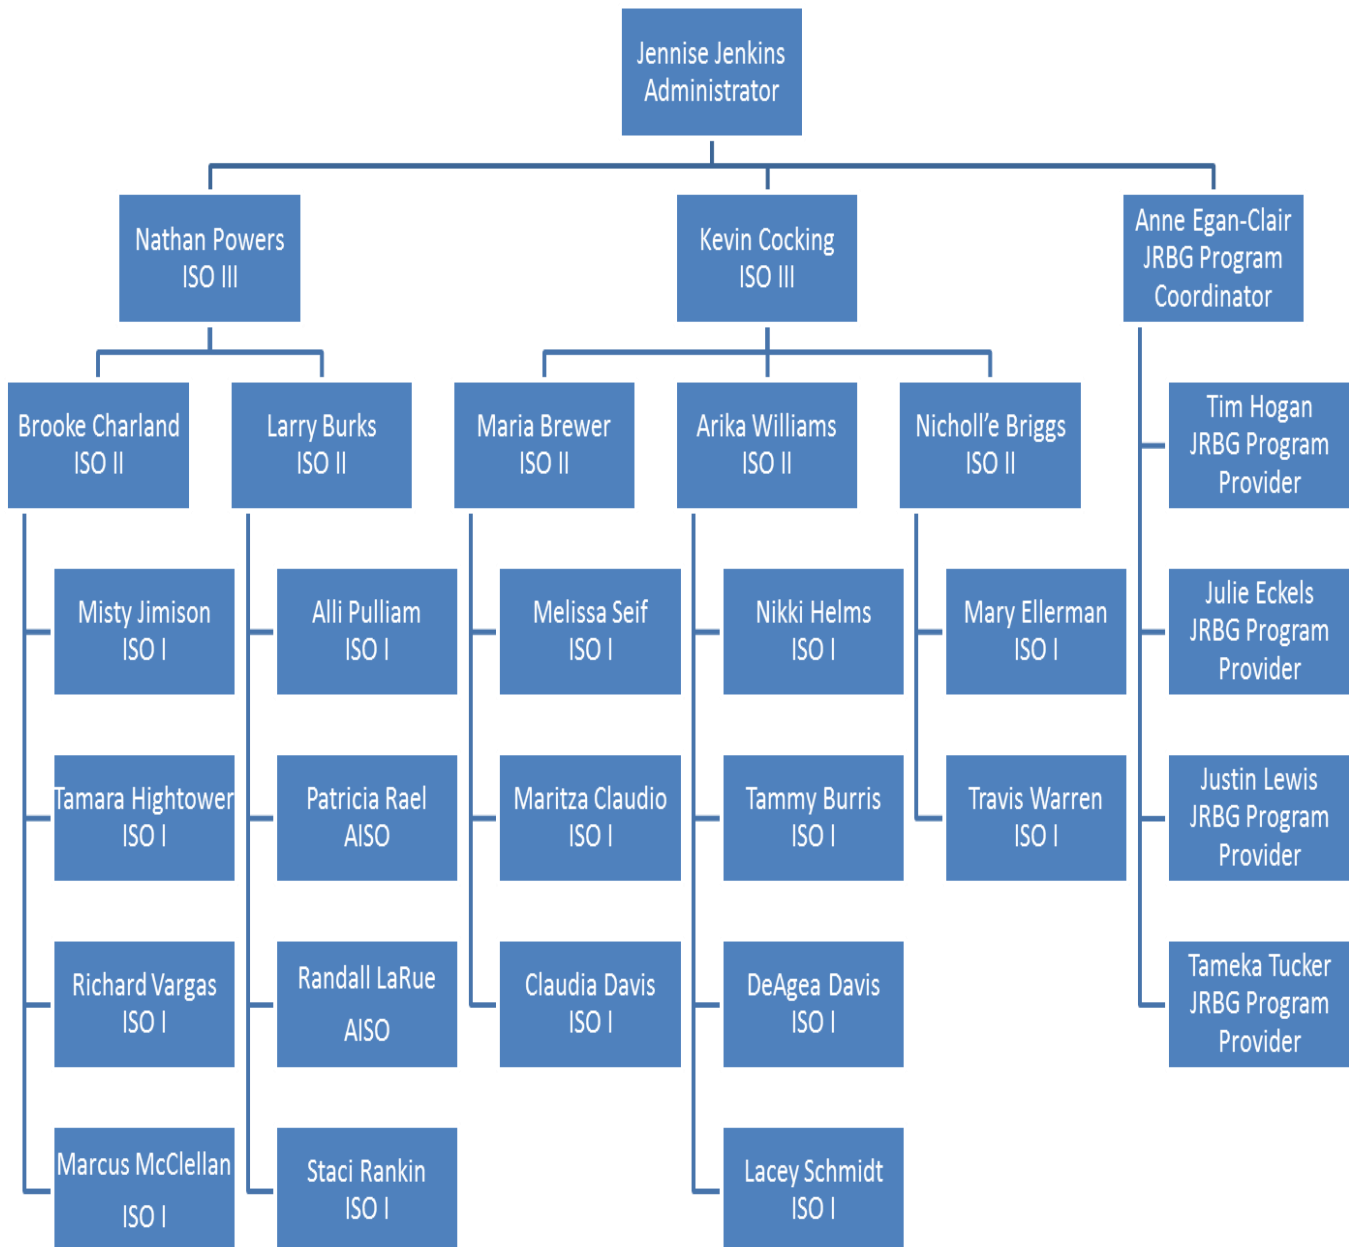 Jennise Jenkins
Administrator
Nathan Powers
ISO III
Kevin Cocking
ISO III
Anne Egan-Clair
JRBG Program
Coordinator
Brooke Charland
ISO II
Larry Burks
ISO II
Maria Brewer
ISO II
Arika Williams
ISO II
Nicholl’e Briggs
ISO II
Tim Hogan
JRBG Program
Provider
Misty Jimison
ISO I
Alli Pulliam
ISO I
Melissa Seif
ISO I
Nikki Helms
ISO I
Mary Ellerman
ISO I
Julie Eckels
JRBG Program
Provider
Tamara Hightower
ISO I
Patricia Rael
AISO
Maritza Claudio
ISO I
Tammy Burris
ISO I
Travis Warren
ISO I
Justin Lewis
JRBG Program
Provider
Richard Vargas
ISO I
Randall LaRue
AISO
Claudia Davis
ISO I
DeAgea Davis
ISO I
Tameka Tucker
JRBG Program
Provider
Marcus McClellan
ISO I
Staci Rankin
ISO I
Lacey Schmidt
ISO I